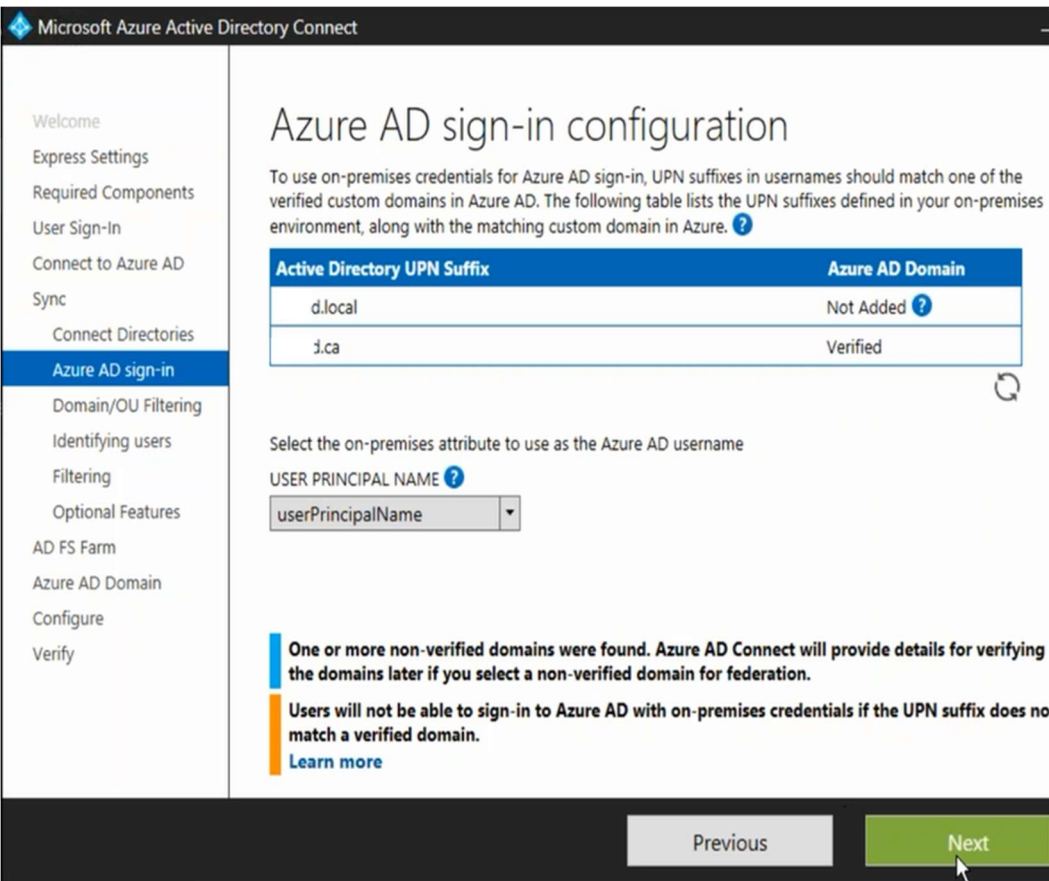 Microsoft Azure Active Directory Connect
Welcome
Express Settings
Required Components
User Sign-In
Connect to Azure AD
Sync
Connect Directories
Azure AD sign-in
Domain/OU Filtering
Identifying users
Filtering
Optional Features
AD FS Farm
Azure AD Domain
Configure
Verify
Azure AD sign-in configuration
To use on-premises credentials for Azure AD sign-in, UPN suffixes in usernames should match one of the
verified custom domains in Azure AD. The following table lists the UPN suffixes defined in your on-premises
environment, along with the matching custom domain in Azure. ?
Active Directory UPN Suffix Azure AD Domain
d.local Not Added ?
d.ca Verified
Select the on-premises attribute to use as the Azure AD username
USER PRINCIPAL NAME ?
userPrincipalName
One or more non-verified domains were found. Azure AD Connect will provide details for verifying
the domains later if you select a non-verified domain for federation.
Users will not be able to sign-in to Azure AD with on-premises credentials if the UPN suffix does no
match a verified domain.
Learn more
Previous Next